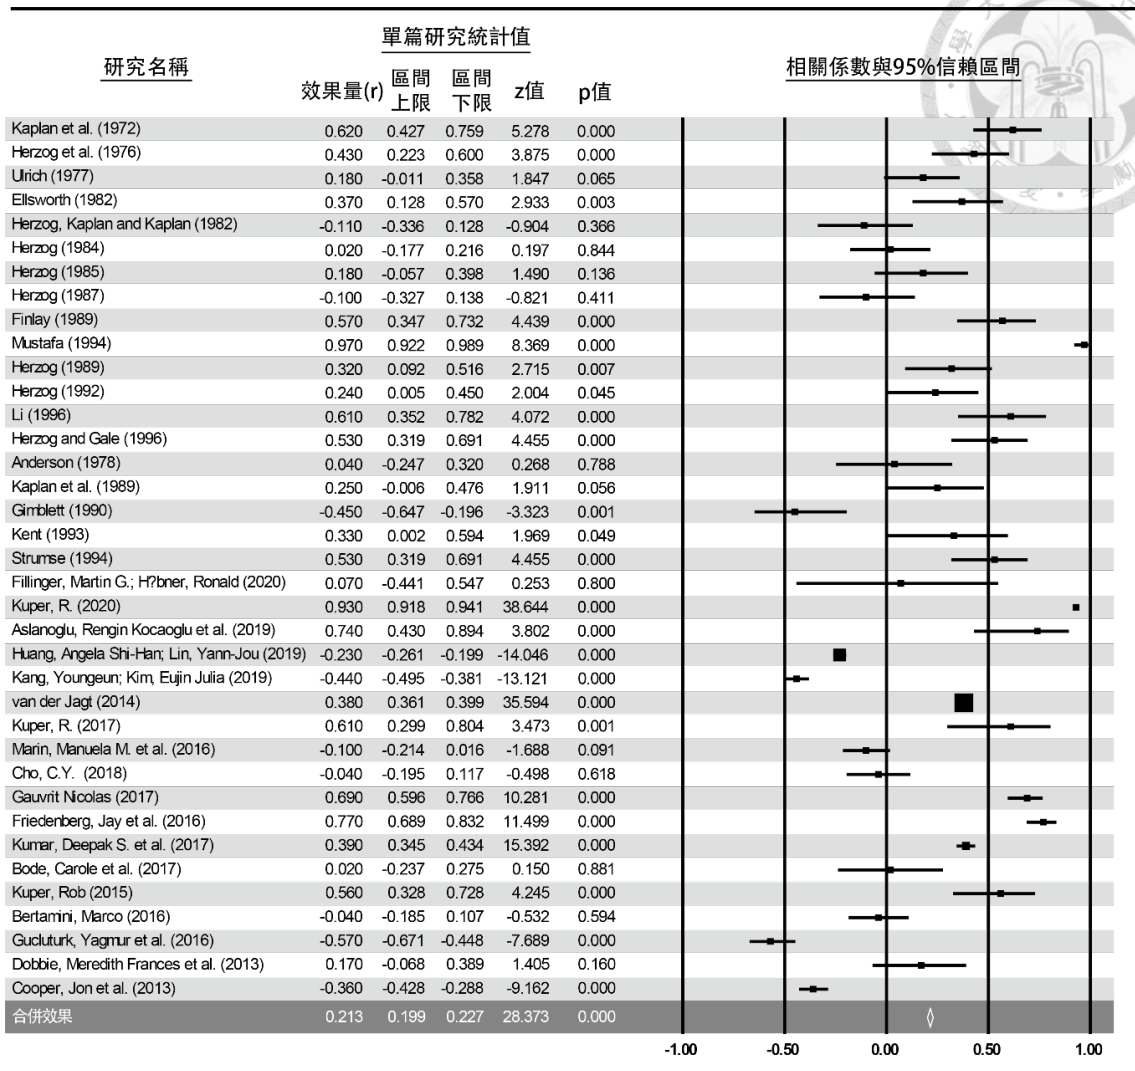 單篇研究統計值
研究名稱 相關係數與95%信賴區間
效果量(r) 區間上限 區間下限 z值 p值
Kaplan et al. (1972) 0.620 0.427 0.759 5.278 0.000
Herzog et al. (1976) 0.430 0.223 0.600 3.875 0.000
Ulrich (1977) 0.180 -0.011 0.358 1.847 0.065
Ellsworth (1982) 0.370 0.128 0.570 2.933 0.003
Herzog, Kaplan and Kaplan (1982) -0.110 -0.336 0.128 -0.904 0.366
Herzog (1984) 0.020 -0.177 0.216 0.197 0.844
Herzog (1985) 0.180 -0.057 0.398 1.490 0.136
Herzog (1987) -0.100 -0.327 0.138 -0.821 0.411
Finlay (1989) 0.570 0.347 0.732 4.439 0.000
Mustafa (1994) 0.970 0.922 0.989 8.369 0.000
Herzog (1989) 0.320 0.092 0.516 2.715 0.007
Herzog (1992) 0.240 0.005 0.450 2.004 0.045
Li (1996) 0.610 0.352 0.782 4.072 0.000
Herzog and Gale (1996) 0.530 0.319 0.691 4.455 0.000
Anderson (1978) 0.040 -0.247 0.320 0.268 0.788
Kaplan et al. (1989) 0.250 -0.006 0.476 1.911 0.056
Gimblett (1990) -0.450 -0.647 -0.196 -3.323 0.001
Kent (1993) 0.330 0.002 0.594 1.969 0.049
Strumse (1994) 0.530 0.319 0.691 4.455 0.000
Fillinger, Martin G.; H?bner, Ronald (2020) 0.070 -0.441 0.547 0.253 0.800
Kuper, R. (2020) 0.930 0.918 0.941 38.644 0.000
Aslanoglu, Rengin Kocaoglu et al. (2019) 0.740 0.430 0.894 3.802 0.000
Huang, Angela Shi-Han; Lin, Yann-Jou (2019) -0.230 -0.261 -0.199 -14.046 0.000
Kang, Youngeun; Kim, Eujin Julia (2019) -0.440 -0.495 -0.381 -13.121 0.000
van der Jagt (2014) 0.380 0.361 0.399 35.594 0.000
Kuper, R. (2017) 0.610 0.299 0.804 3.473 0.001
Marin, Manuela M. et al. (2016) -0.100 -0.214 0.016 -1.688 0.091
Cho, C.Y. (2018) -0.040 -0.195 0.117 -0.498 0.618
Gauvrit Nicolas (2017) 0.690 0.596 0.766 10.281 0.000
Friedenberg, Jay et al. (2016) 0.770 0.689 0.832 11.499 0.000
Kumar, Deepak S. et al. (2017) 0.390 0.345 0.434 15.392 0.000
Bode, Carole et al. (2017) 0.020 -0.237 0.275 0.150 0.881
Kuper, Rob (2015) 0.560 0.328 0.728 4.245 0.000
Bertamini, Marco (2016) -0.040 -0.185 0.107 -0.532 0.594
Gucluturk, Yagmur et al. (2016) -0.570 -0.671 -0.448 -7.689 0.000
Dobbie, Meredith Frances et al. (2013) 0.170 -0.068 0.389 1.405 0.160
Cooper, Jon et al. (2013) -0.360 -0.428 -0.288 -9.162 0.000
合併效果 0.213 0.199 0.227 28.373 0.000
-1.00 -0.50 0.00 0.50 1.00